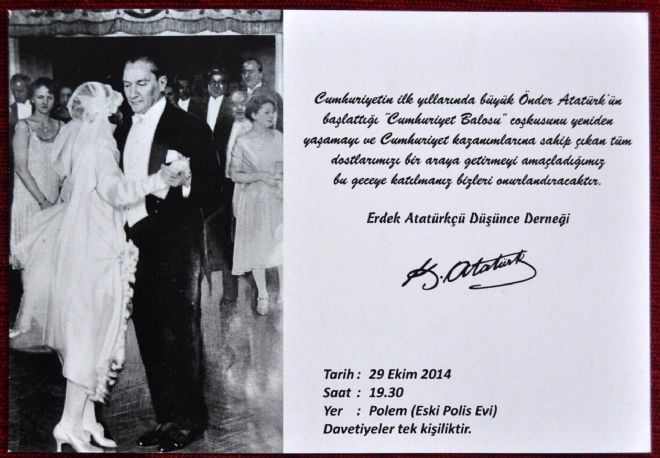 Cumhuriyetin ilk yıllarında büyük Önder Atatürk'ün
başlattığı "Cumhuriyet Balosu" coşkusunu yeniden
yaşamayı ve Cumhuriyet kazanımlarına sahip çıkan tüm
dostlarımızı bir araya getirmeyi amaçladığımız
bu geceye katılmanız bizleri onurlandıracaktır.
Erdek Atatürkçü Düşünce Derneği
K. Atatürk
Tarih : 29 Ekim 2014
Saat : 19.30
Yer : Polem (Eski Polis Evi)
Davetiyeler tek kişiliktir.